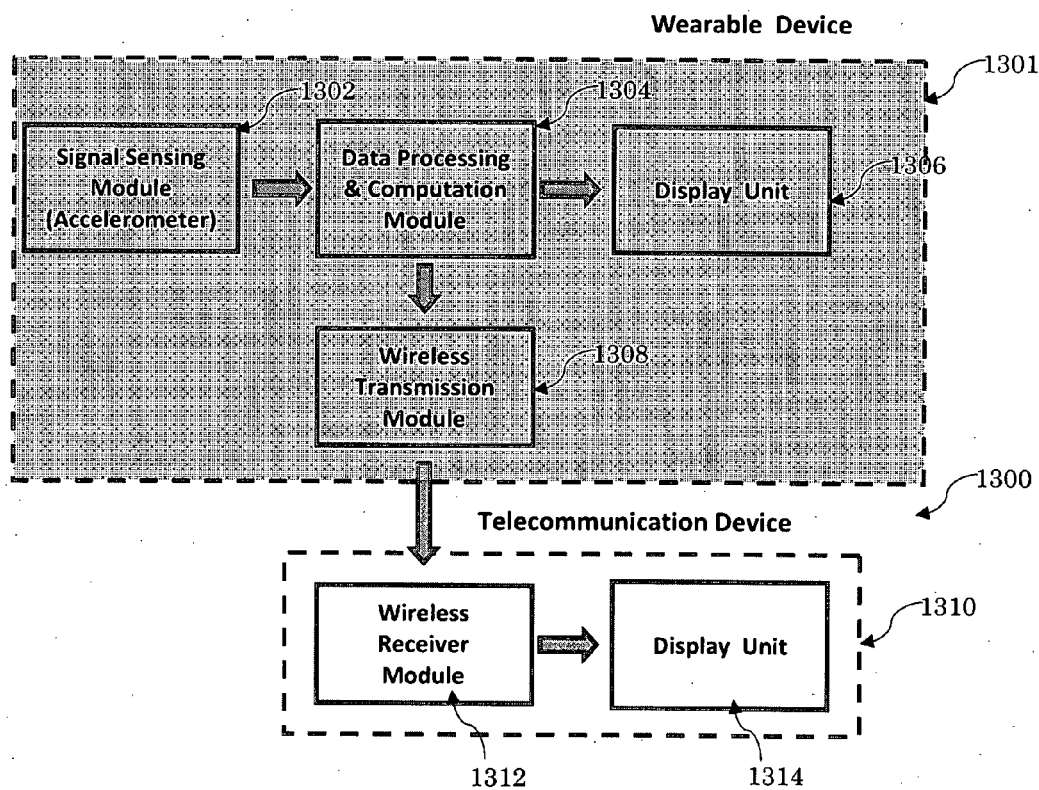 Wearable Device
1301
1302
1304
1306
Signal Sensing
Module
(Accelerometer)
Data Processing
& Computation
Module
Display Unit
1308
Wireless
Transmission
Module
1300
Telecommunication Device
1310
Wireless
Receiver
Module
Display Unit
1312
1314